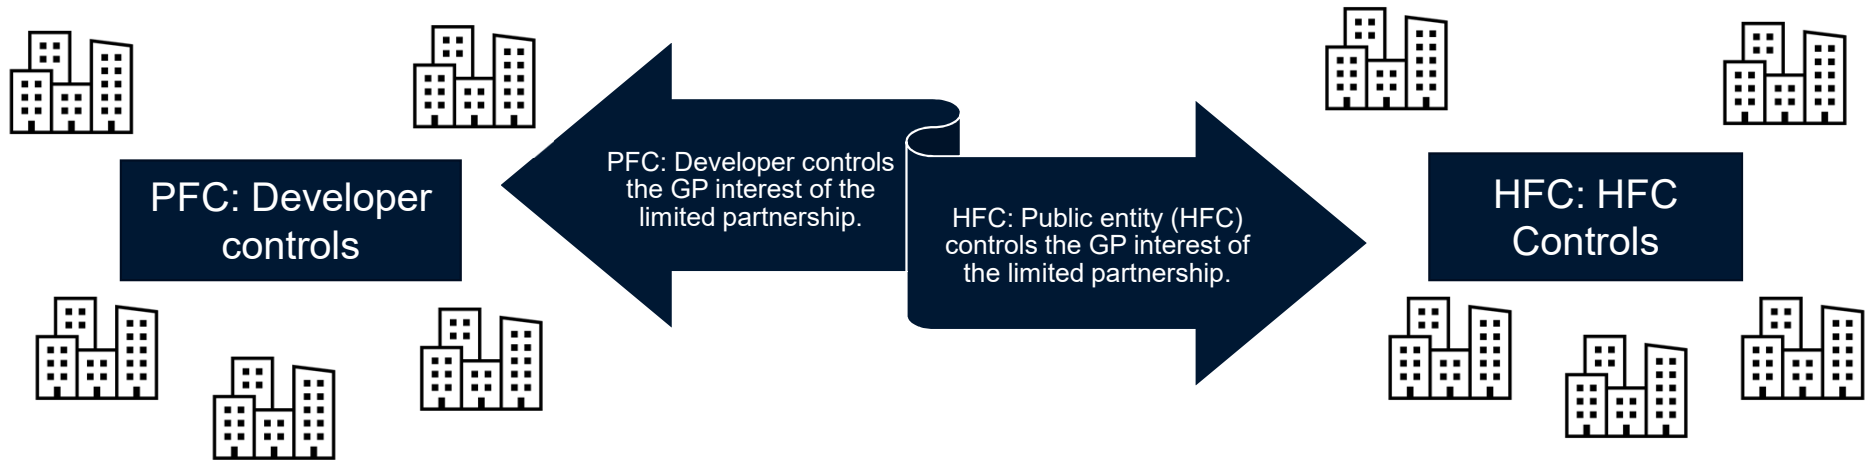 PFC: Developer
controls
PFC: Developer controls
the GP interest of the
limited partnership.
HFC: Public entity (HFC)
controls the GP interest of
the limited partnership.
HFC: HFC
Controls